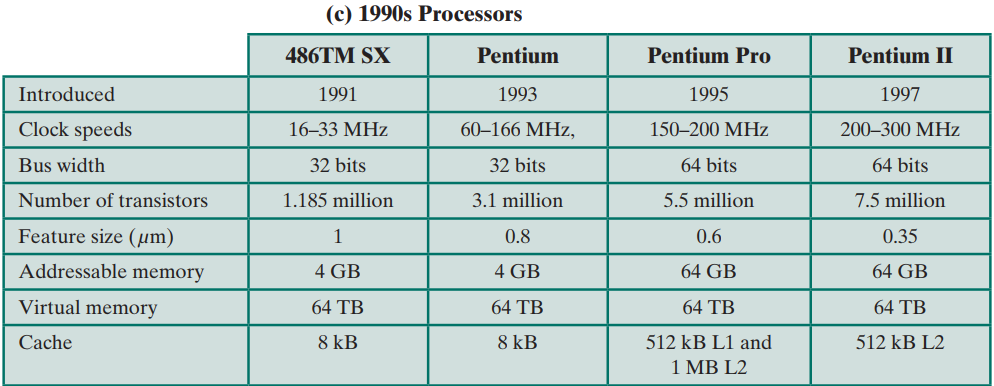 (c) 1990s Processors
486TM SX Pentium Pentium Pro Pentium II
Introduced 1991 1993 1995 1997
Clock speeds 16–33 MHz 60–166 MHz, 150–200 MHz 200–300 MHz
Bus width 32 bits 32 bits 64 bits 64 bits
Number of transistors 1.185 million 3.1 million 5.5 million 7.5 million
Feature size (μm) 1 0.8 0.6 0.35
Addressable memory 4 GB 4 GB 64 GB 64 GB
Virtual memory 64 TB 64 TB 64 TB 64 TB
Cache 8 kB 8 kB 512 kB L1 and 512 kB L2
1 MB L2